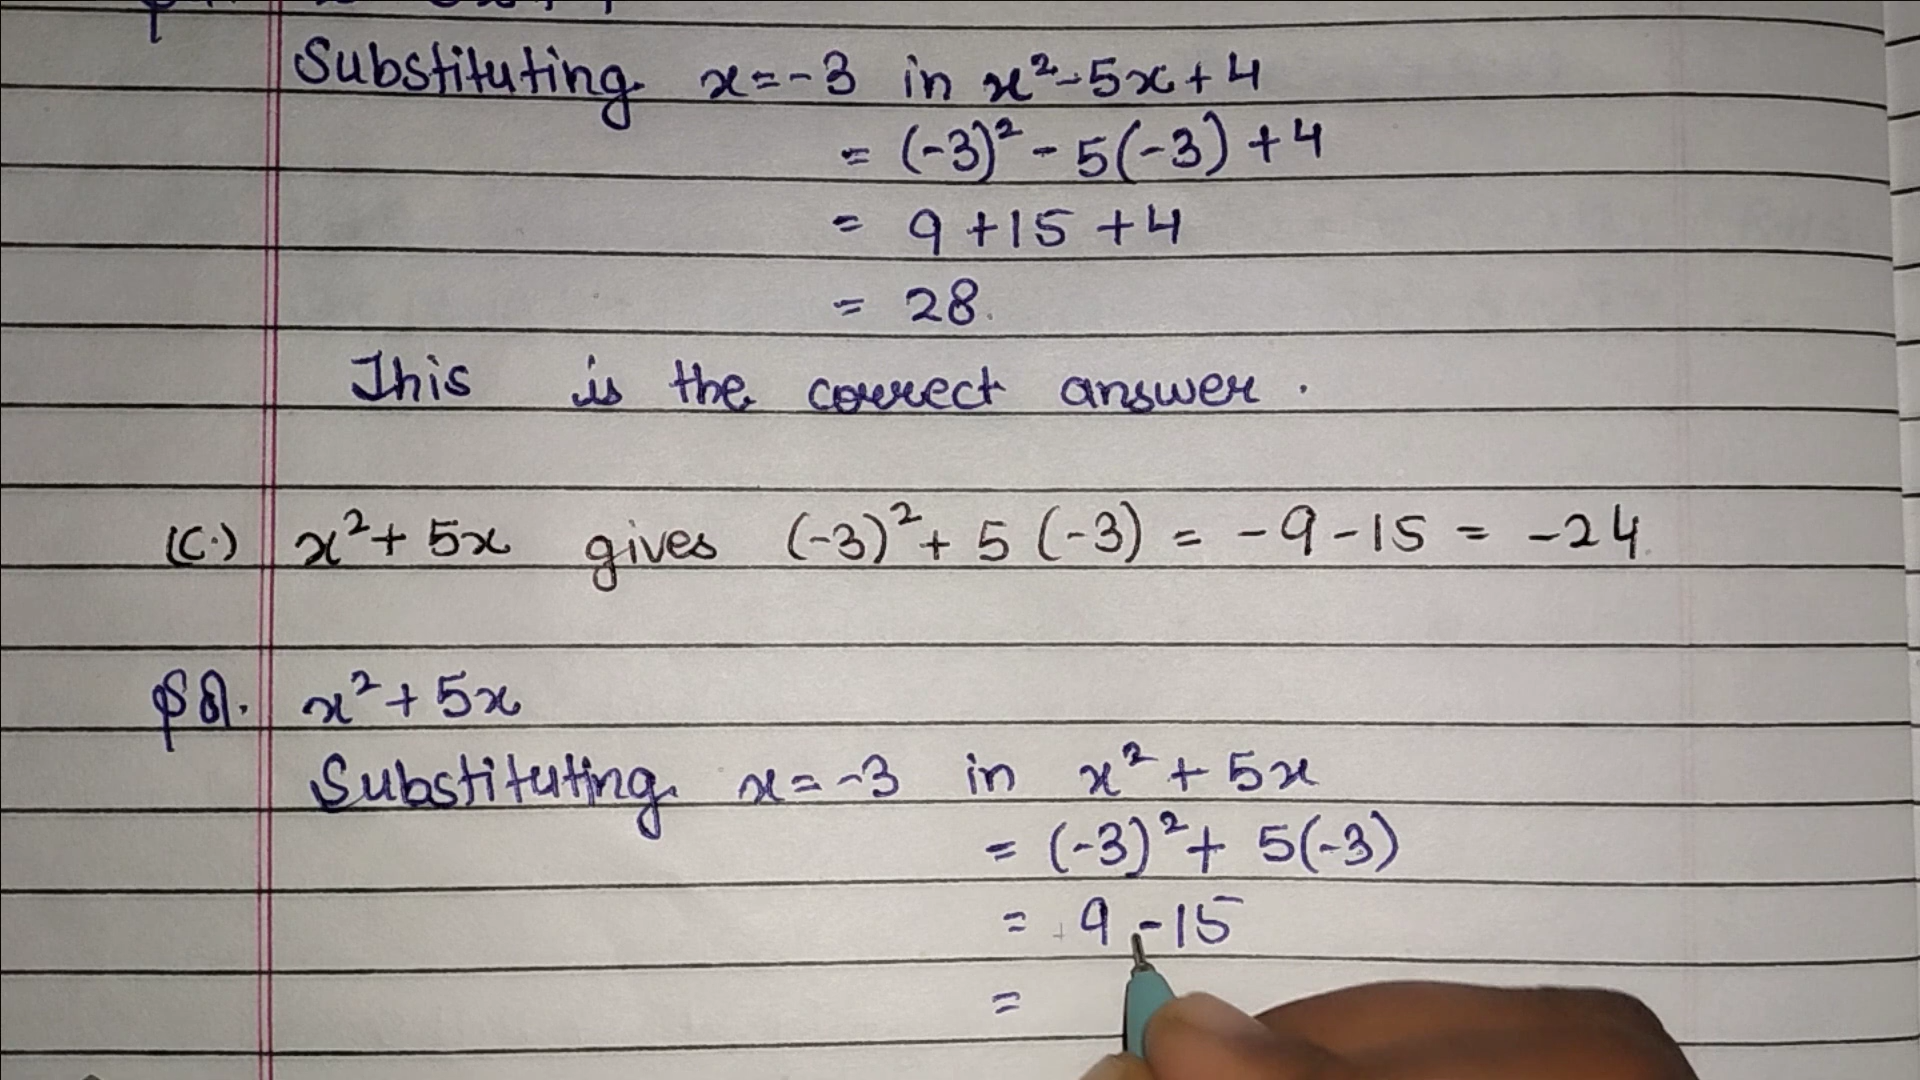 Substituting x=-3 in x²-5x+4
= (-3)² - 5(-3) +4
= 9 +15 +4
= 28.
This is the correct answer.
(C.) x²+ 5x gives (-3)²+ 5 (-3) = -9-15 = -24
x²+ 5x
Substituting x=-3 in x²+ 5x
= (-3)²+ 5(-3)
= 9 -15
=